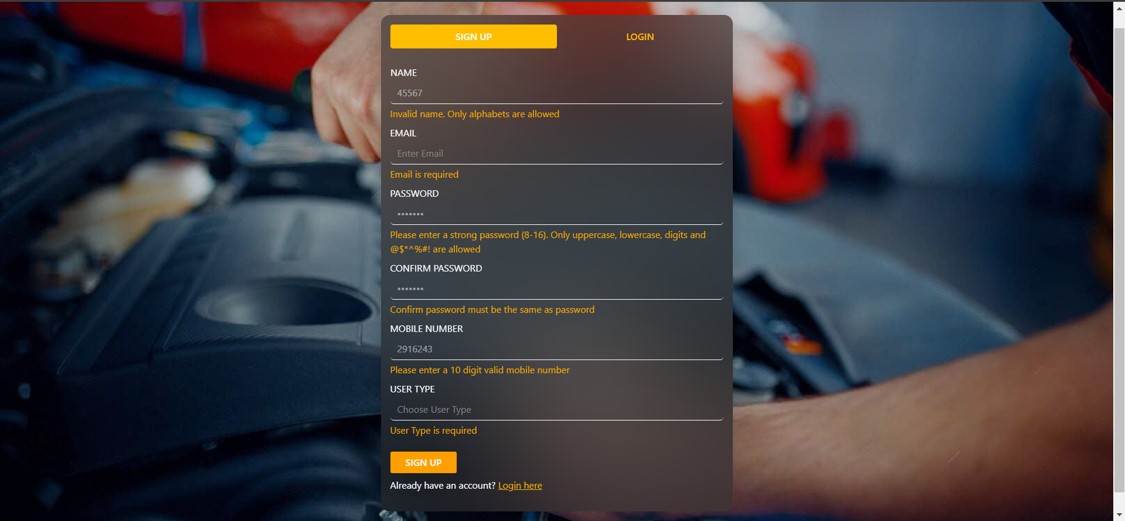 SIGN UP LOGIN
NAME
45567
Invalid name. Only alphabets are allowed
EMAIL
Enter Email
Email is required
PASSWORD
*******
Please enter a strong password (8-16). Only uppercase, lowercase, digits and
@$*^%#! are allowed
CONFIRM PASSWORD
*******
Confirm password must be the same as password
MOBILE NUMBER
2916243
Please enter a 10 digit valid mobile number
USER TYPE
Choose User Type
User Type is required
SIGN UP
Already have an account? Login here